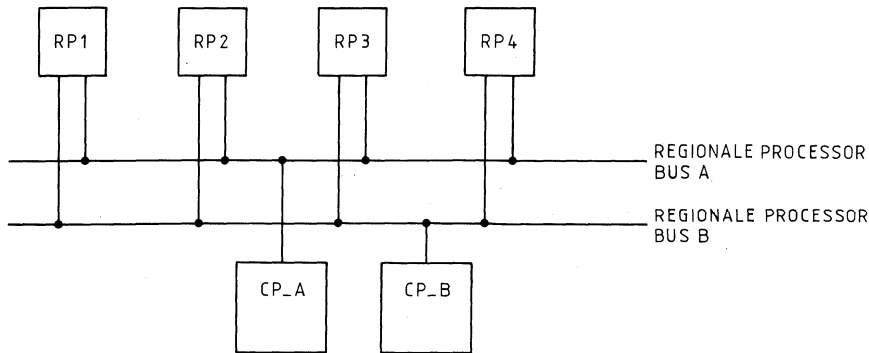 RP1
RP2
RP3
RP4
REGIONALE PROCESSOR
BUS A
REGIONALE PROCESSOR
BUS B
CP_A
CP_B